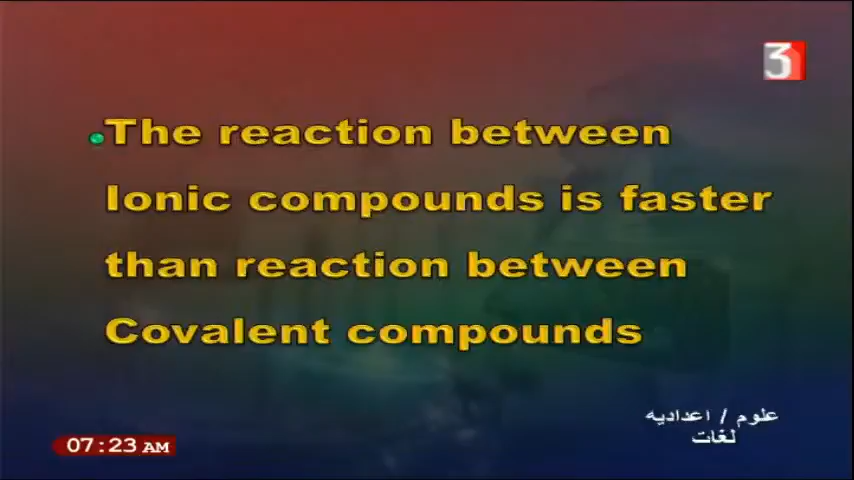 3
The reaction between
Ionic compounds is faster
than reaction between
Covalent compounds
علوم / اعداديه
لغات
07:23 AM